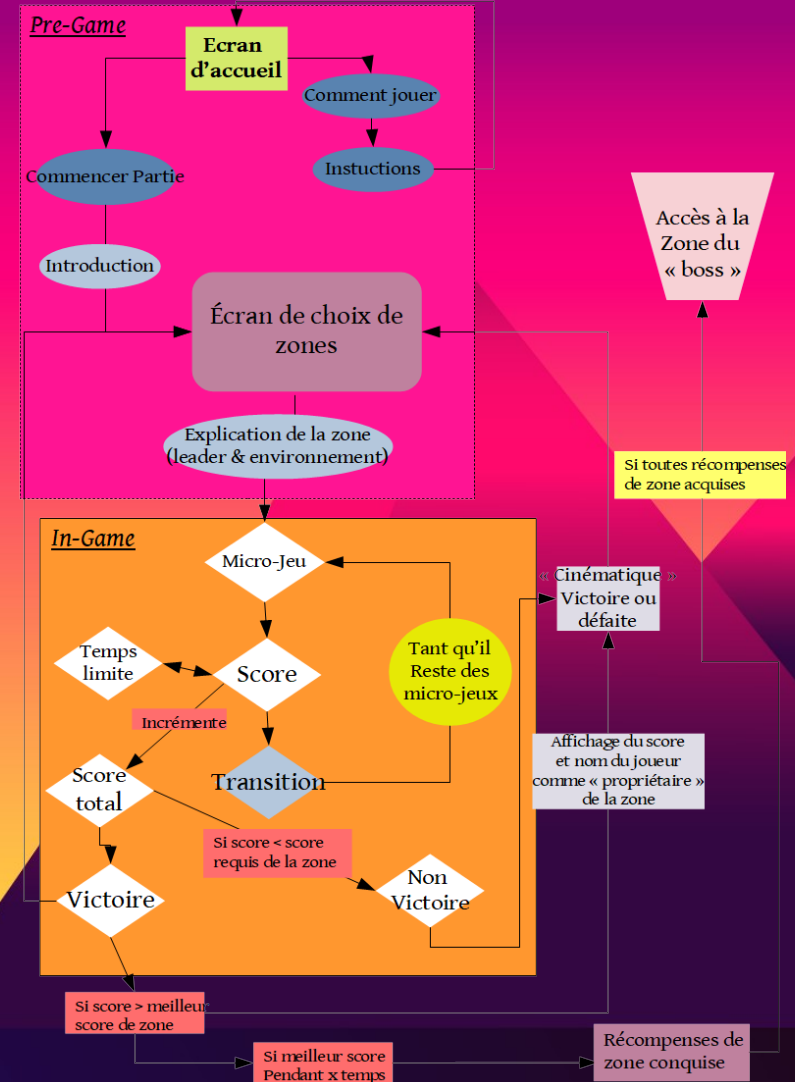 Pre-Game
Ecran
d'accueil
Comment jouer
Instuctions
Commencer Partie
Introduction
Écran de choix de
zones
Explication de la zone
(leader & environnement)
Accès à la
Zone du
« boss »
Si toutes récompenses
de zone acquises
In-Game
Micro-Jeu
« Cinématique »
Victoire ou
défaite
Temps
limite
Score
Tant qu'il
Reste des
micro-jeux
Incrémente
Transition
Affichage du score
et nom du joueur
comme « propriétaire »
de la zone
Score
total
Si score < score
requis de la zone
Non
Victoire
Victoire
Si score > meilleur
score de zone
Si meilleur score
Pendant x temps
Récompenses de
zone conquise